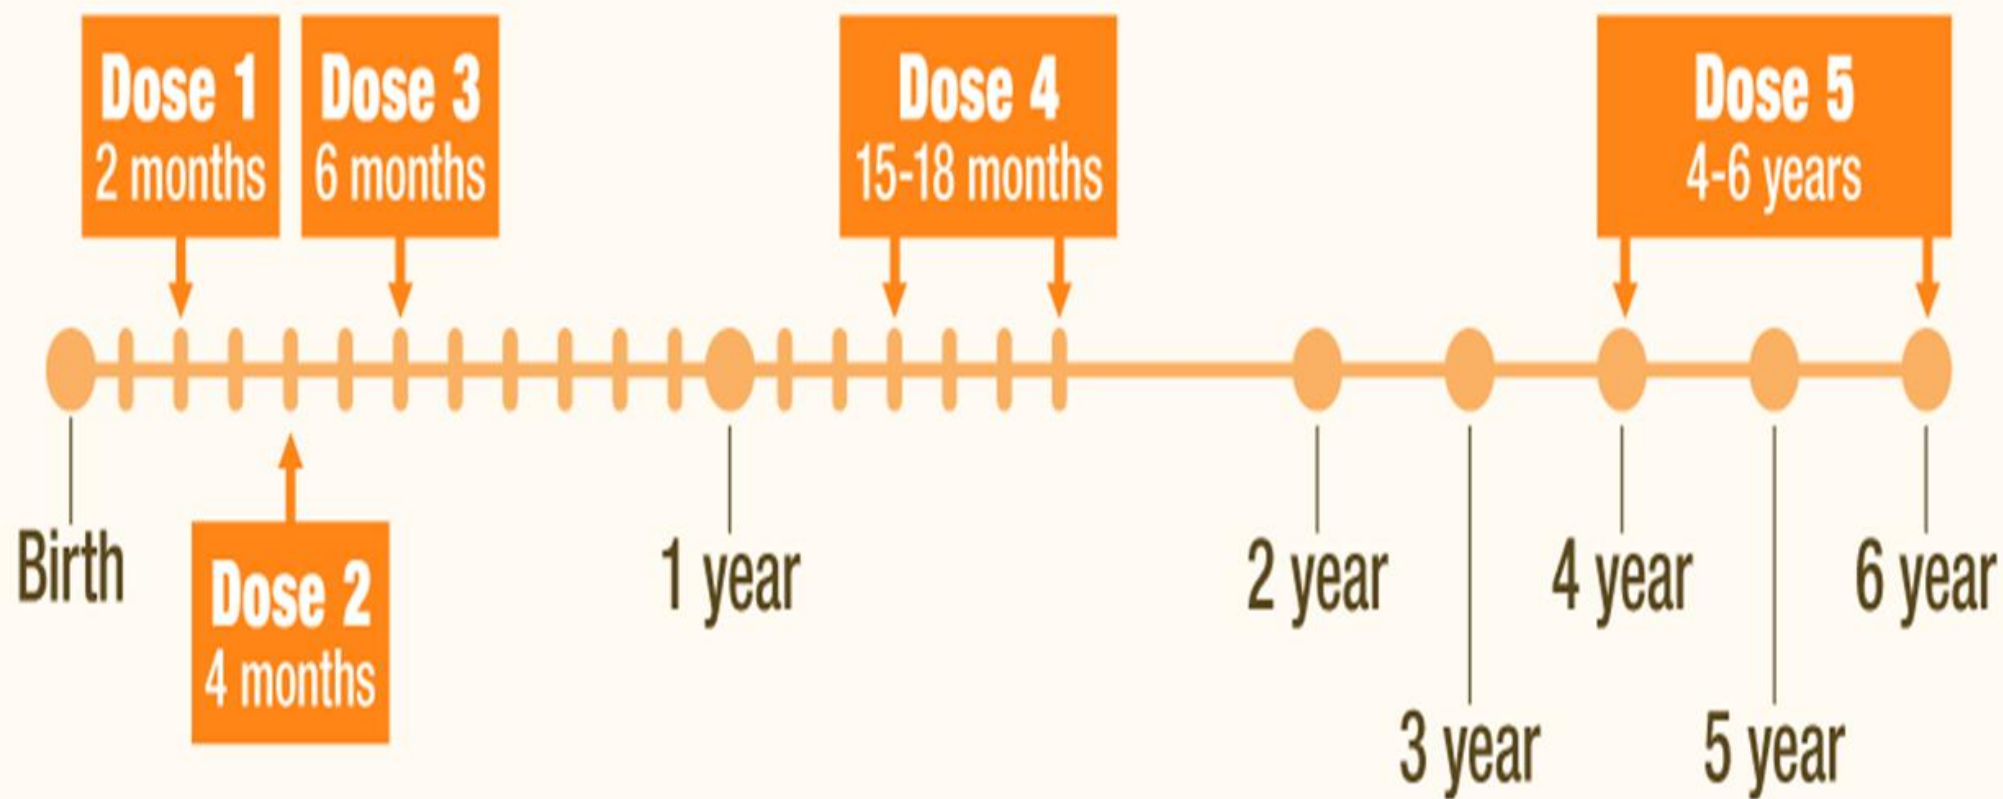 Dose 1
2 months
Dose 3
6 months
Dose 4
15-18 months
Dose 5
4-6 years
Birth
Dose 2
4 months
1 year
2 year
3 year
4 year
5 year
6 year